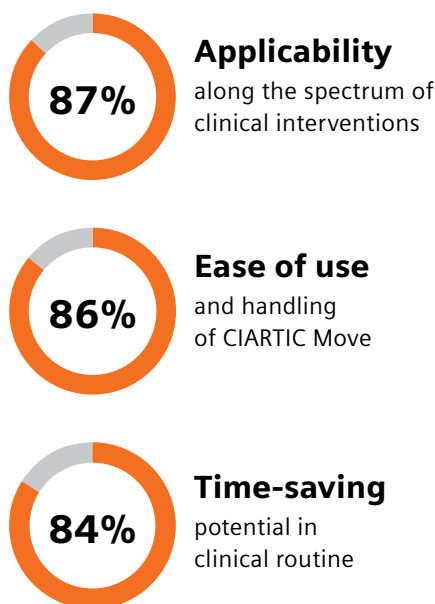 87%
Applicability
along the spectrum of
clinical interventions
86%
Ease of use
and handling
of CIARTIC Move
84%
Time-saving
potential in
clinical routine